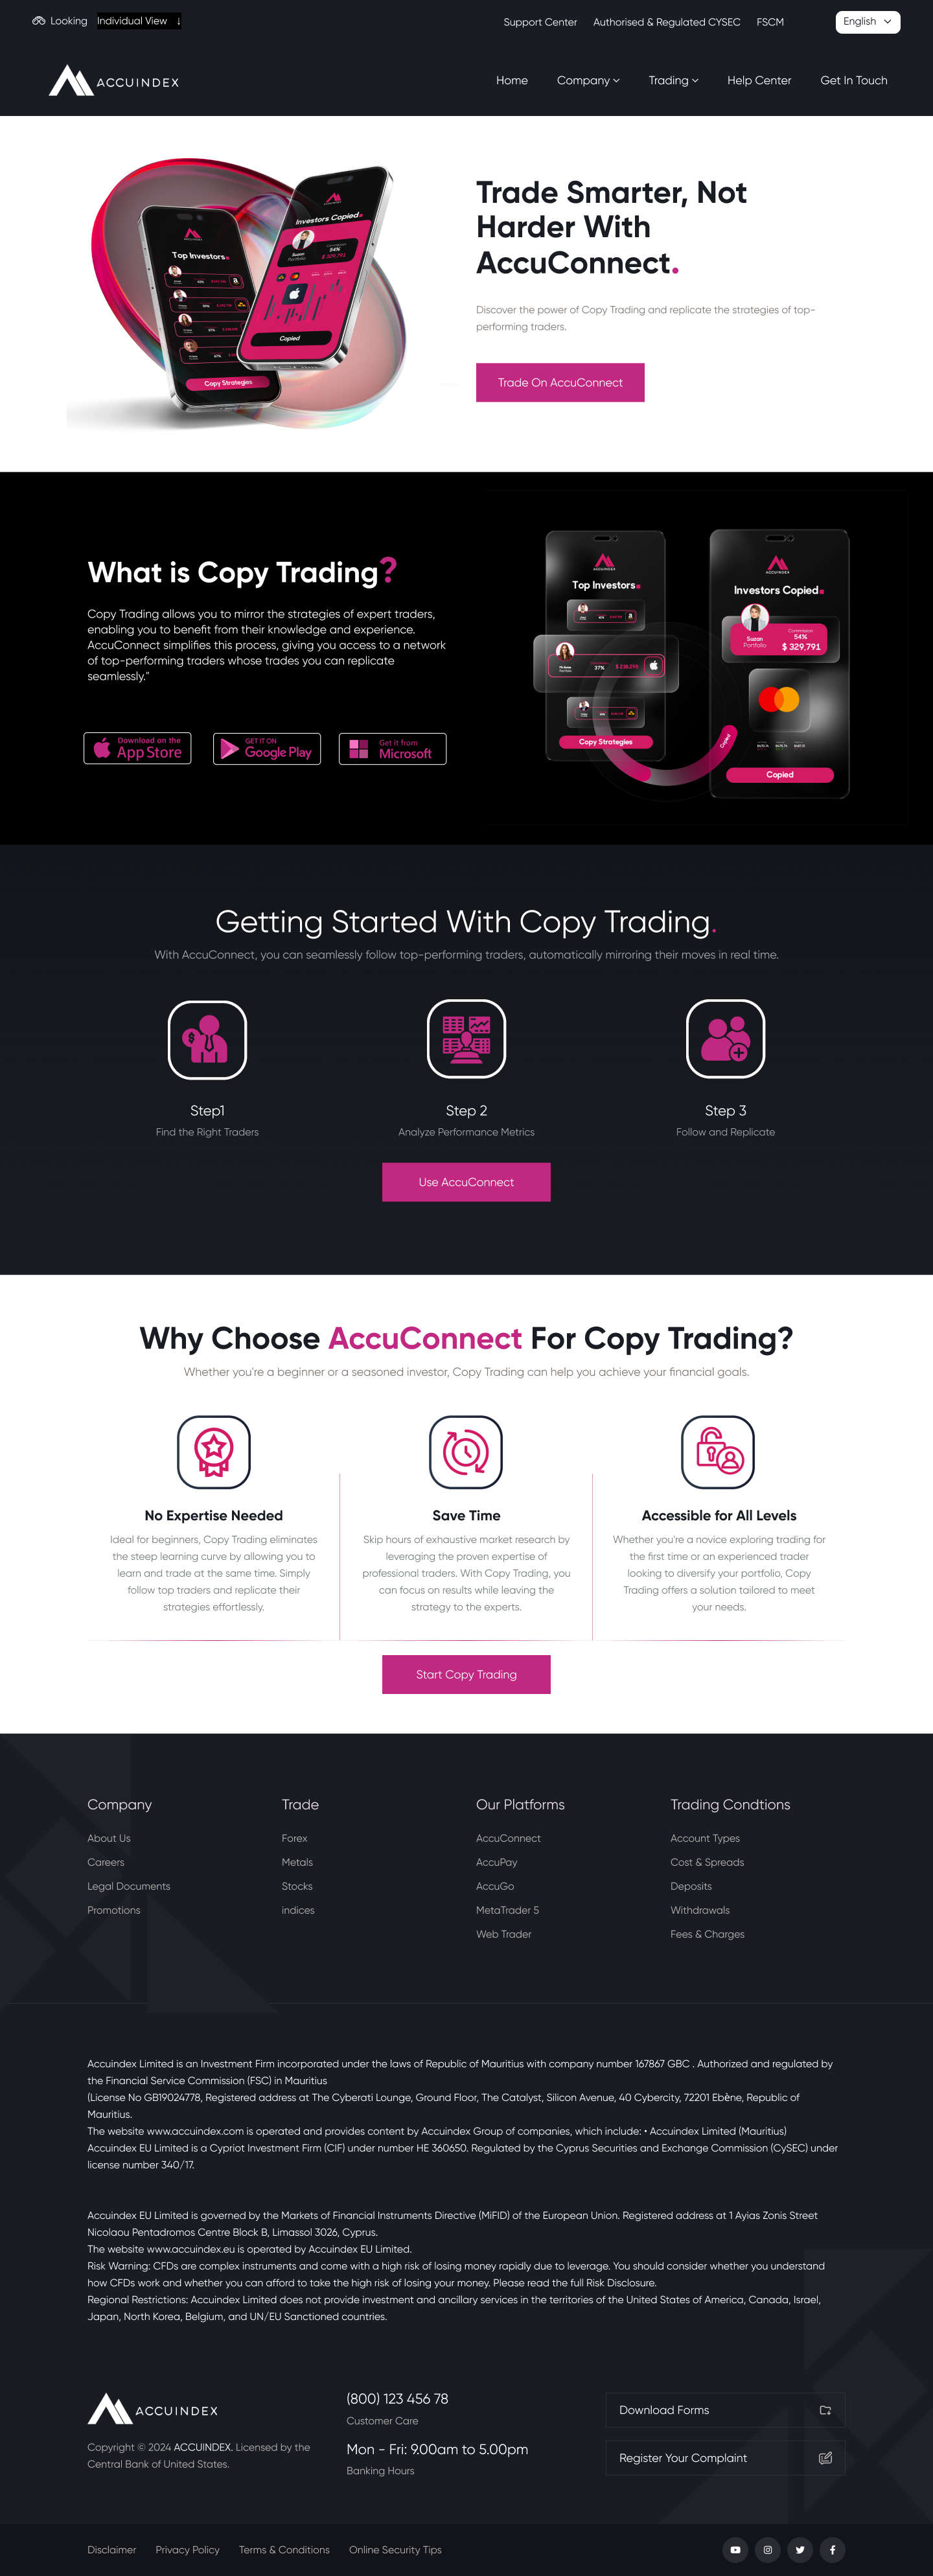 Looking Individual View ↓ Support Center Authorised & Regulated CYSEC FSCM English
ACCUINDEX Home Company Trading Help Center Get In Touch
Trade Smarter, Not
Harder With
AccuConnect.
Discover the power of Copy Trading and replicate the strategies of top-
performing traders.
Trade On AccuConnect
Top Investors.
Copy Strategies
Investors Copied.
54%
$ 329,791
Copied
What is Copy Trading?
Copy Trading allows you to mirror the strategies of expert traders,
enabling you to benefit from their knowledge and experience.
AccuConnect simplifies this process, giving you access to a network
of top-performing traders whose trades you can replicate
seamlessly."
Download on the
App Store
GET IT ON
Google Play
Get it from
Microsoft
ACCUINDEX
Top Investors.
37%
Copy Strategies
ACCUINDEX
Investors Copied.
Suzan
Portfolio
54%
$ 329,791
Copied
Copied
Getting Started With Copy Trading.
With AccuConnect, you can seamlessly follow top-performing traders, automatically mirroring their moves in real time.
Step1
Find the Right Traders
Step 2
Analyze Performance Metrics
Step 3
Follow and Replicate
Use AccuConnect
Why Choose AccuConnect For Copy Trading?
Whether you're a beginner or a seasoned investor, Copy Trading can help you achieve your financial goals.
No Expertise Needed
Ideal for beginners, Copy Trading eliminates
the steep learning curve by allowing you to
learn and trade at the same time. Simply
follow top traders and replicate their
strategies effortlessly.
Save Time
Skip hours of exhaustive market research by
leveraging the proven expertise of
professional traders. With Copy Trading, you
can focus on results while leaving the
strategy to the experts.
Accessible for All Levels
Whether you're a novice exploring trading for
the first time or an experienced trader
looking to diversify your portfolio, Copy
Trading offers a solution tailored to meet
your needs.
Start Copy Trading
Company
About Us
Careers
Legal Documents
Promotions
Trade
Forex
Metals
Stocks
indices
Our Platforms
AccuConnect
AccuPay
AccuGo
MetaTrader 5
Web Trader
Trading Condtions
Account Types
Cost & Spreads
Deposits
Withdrawals
Fees & Charges
Accuindex Limited is an Investment Firm incorporated under the laws of Republic of Mauritius with company number 167867 GBC . Authorized and regulated by
the Financial Service Commission (FSC) in Mauritius
(License No GB19024778, Registered address at The Cyberati Lounge, Ground Floor, The Catalyst, Silicon Avenue, 40 Cybercity, 72201 Ebène, Republic of
Mauritius.
The website www.accuindex.com is operated and provides content by Accuindex Group of companies, which include: • Accuindex Limited (Mauritius)
Accuindex EU Limited is a Cypriot Investment Firm (CIF) under number HE 360650. Regulated by the Cyprus Securities and Exchange Commission (CySEC) under
license number 340/17.
Accuindex EU Limited is governed by the Markets of Financial Instruments Directive (MiFID) of the European Union. Registered address at 1 Ayias Zonis Street
Nicolaou Pentadromos Centre Block B, Limassol 3026, Cyprus.
The website www.accuindex.eu is operated by Accuindex EU Limited.
Risk Warning: CFDs are complex instruments and come with a high risk of losing money rapidly due to leverage. You should consider whether you understand
how CFDs work and whether you can afford to take the high risk of losing your money. Please read the full Risk Disclosure.
Regional Restrictions: Accuindex Limited does not provide investment and ancillary services in the territories of the United States of America, Canada, Israel,
Japan, North Korea, Belgium, and UN/EU Sanctioned countries.
ACCUINDEX
Copyright © 2024 ACCUINDEX. Licensed by the
Central Bank of United States.
(800) 123 456 78
Customer Care
Mon - Fri: 9.00am to 5.00pm
Banking Hours
Download Forms
Register Your Complaint
Disclaimer Privacy Policy Terms & Conditions Online Security Tips